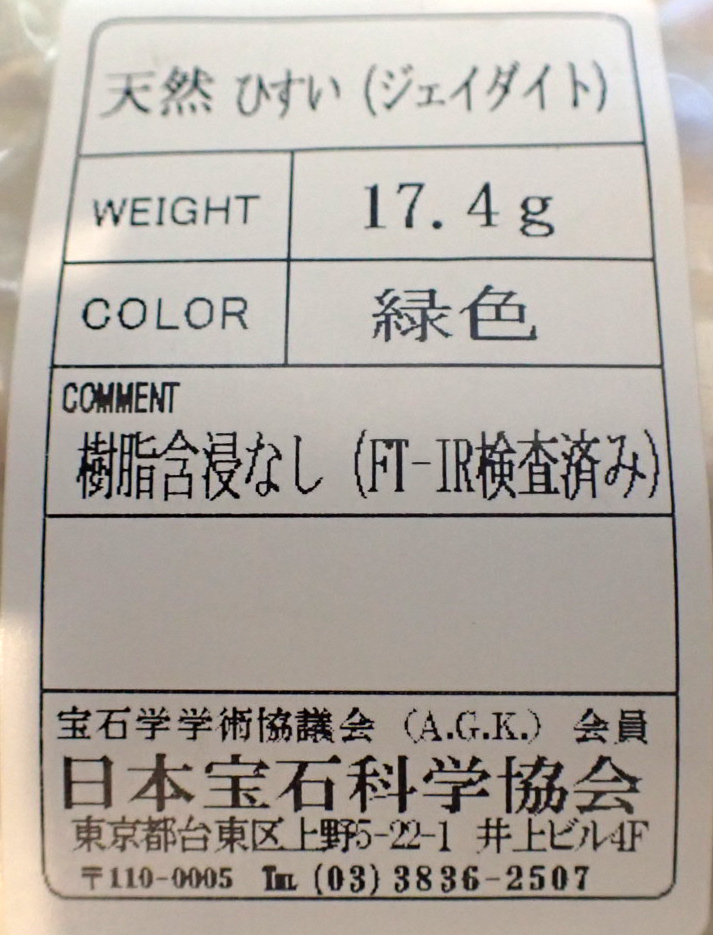 天然 ひすい (ジェイダイト)
WEIGHT 17.4g
COLOR 緑色
COMMENT
樹脂含浸なし (FT-IR検査済み)
宝石学学術協議会 (A.G.K.) 会員
日本宝石科学協会
東京都台東区上野5-22-1 井上ビル4F
〒110-0005 ℡ (03) 3836-2507